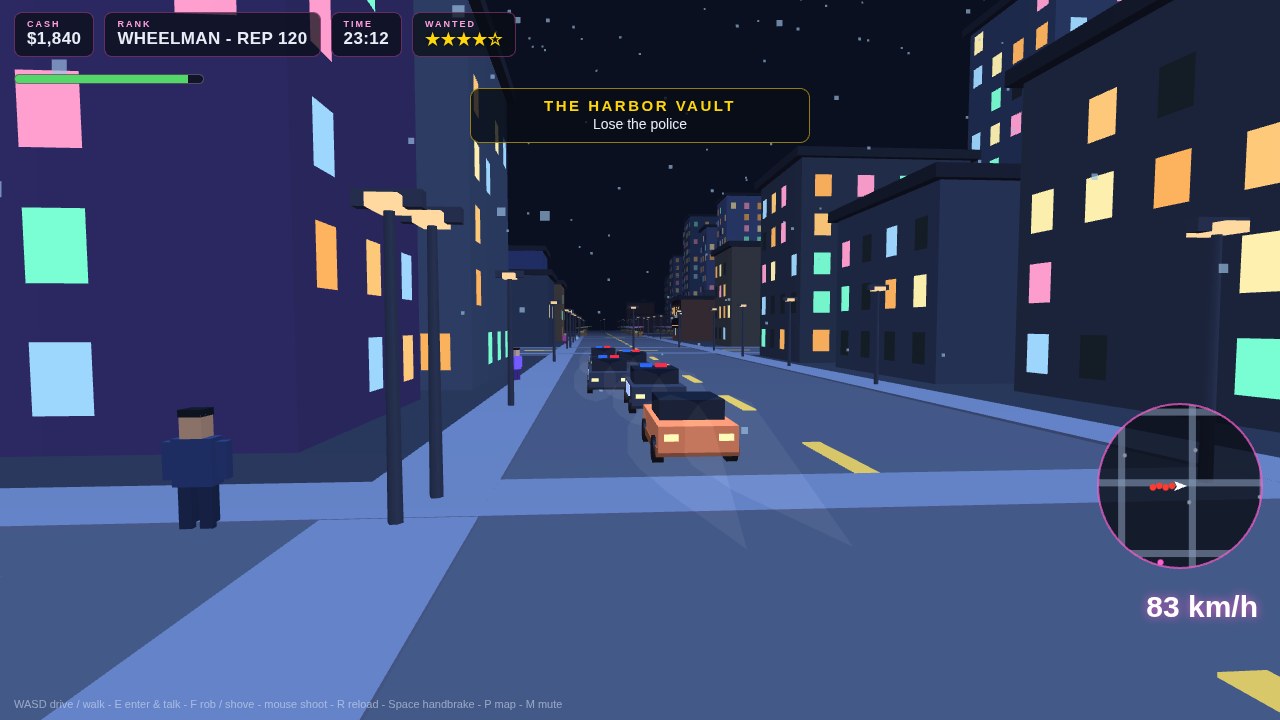 CASH
$1,840
RANK
WHEELMAN - REP 120
TIME
23:12
WANTED
★★★★☆
THE HARBOR VAULT
Lose the police
83 km/h
WASD drive / walk - E enter & talk - F rob / shove - mouse shoot - R reload - Space handbrake - P map - M mute